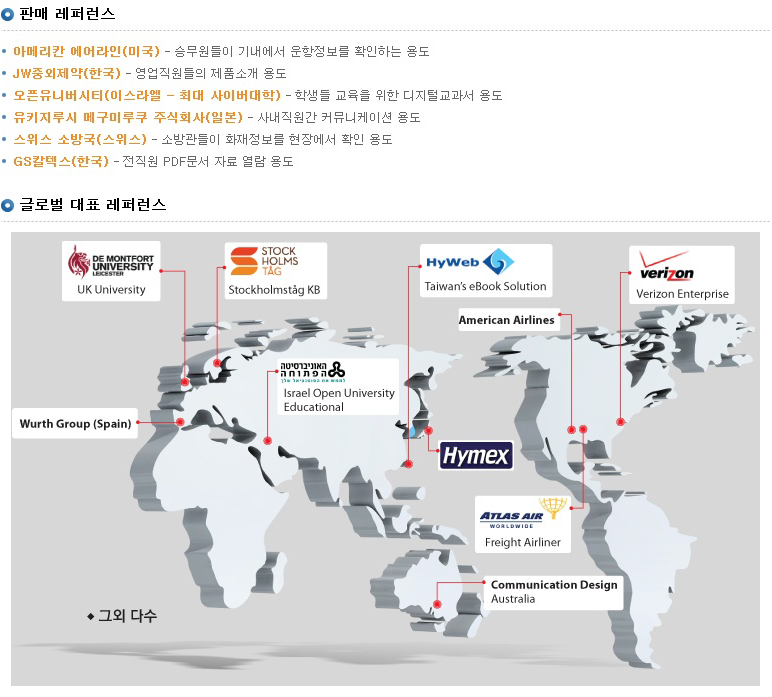 판매 레퍼런스
아메리칸 에어라인(미국) - 승무원들이 기내에서 운항정보를 확인하는 용도
JW중외제약(한국) - 영업직원들의 제품소개 용도
오픈유니버시티(이스라엘 - 최대 사이버대학) - 학생들 교육을 위한 디지털교과서 용도
유키지루시 메구미루쿠 주식회사(일본) - 사내직원간 커뮤니케이션 용도
스위스 소방국(스위스) - 소방관들이 화재정보를 현장에서 확인 용도
GS칼텍스(한국) - 전직원 PDF문서 자료 열람 용도
글로벌 대표 레퍼런스
DE MONTFORT
UNIVERSITY
LEICESTER
UK University
STOCK
HOLMS
TÅG
Stockholmståg KB
HyWeb
Taiwan's eBook Solution
verizon
Verizon Enterprise
American Airlines
האוניברסיטה
הפתוחה
Israel Open University
Educational
Wurth Group (Spain)
Hymex
ATLAS AIR
WORLDWIDE
Freight Airliner
Communication Design
Australia
◆ 그외 다수